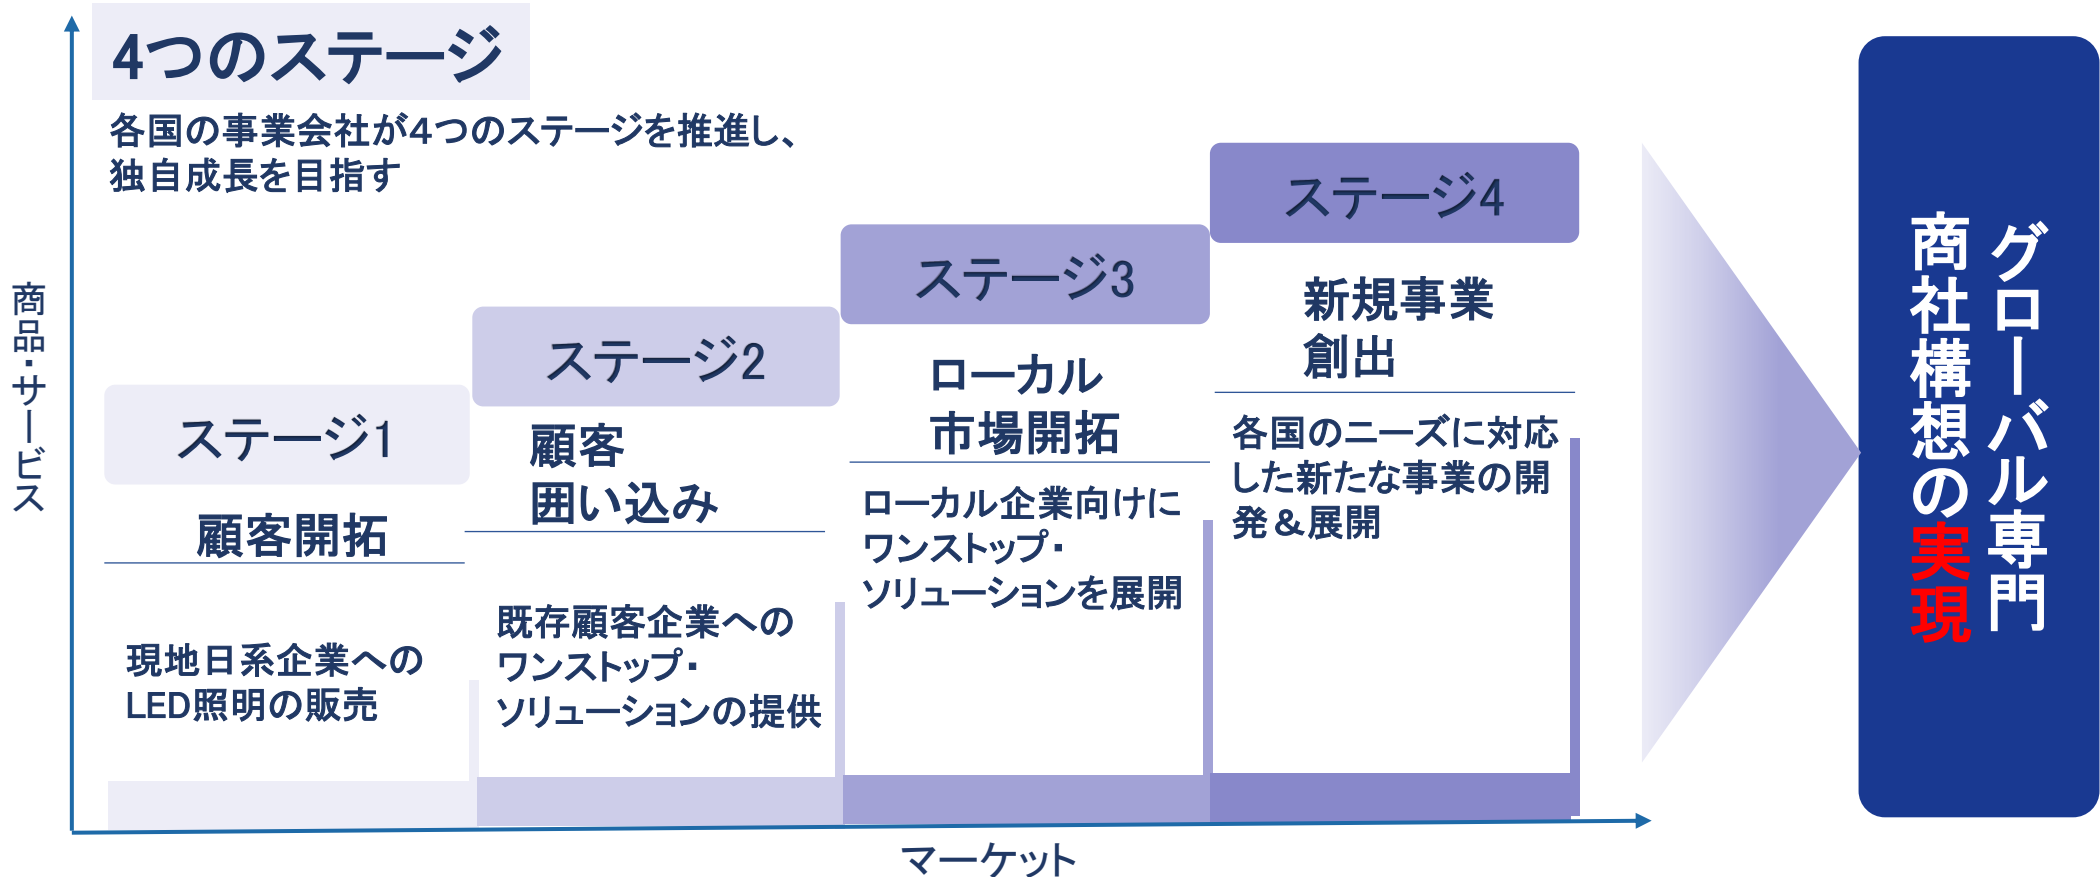 4つのステージ
各国の事業会社が4つのステージを推進し、
独自成長を目指す
商品・サービス
ステージ1
顧客開拓
現地日系企業への
LED照明の販売
ステージ2
顧客
囲い込み
既存顧客企業への
ワンストップ・
ソリューションの提供
ステージ3
ローカル
市場開拓
ローカル企業向けに
ワンストップ・
ソリューションを展開
ステージ4
新規事業
創出
各国のニーズに対応
した新たな事業の開
発＆展開
マーケット
グローバル専門
商社構想の実現